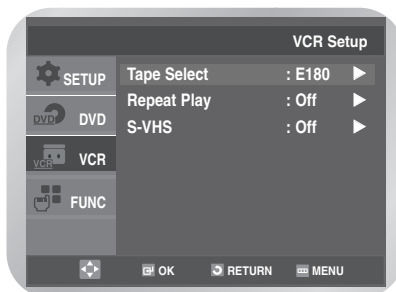 VCR Setup
SETUP
DVD DVD
VCR VCR
FUNC
Tape Select : E180
Repeat Play : Off
S-VHS : Off
OK RETURN MENU